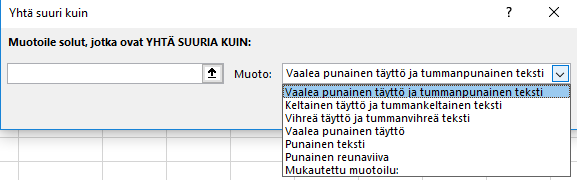 Yhtä suuri kuin
Muotoile solut, jotka ovat YHTÄ SUURIA KUIN:
Muoto: Vaalea punainen täyttö ja tummanpunainen teksti
Vaalea punainen täyttö ja tummanpunainen teksti
Keltainen täyttö ja tummankeltainen teksti
Vihreä täyttö ja tummanvihreä teksti
Vaalea punainen täyttö
Punainen teksti
Punainen reunaviiva
Mukautettu muotoilu: